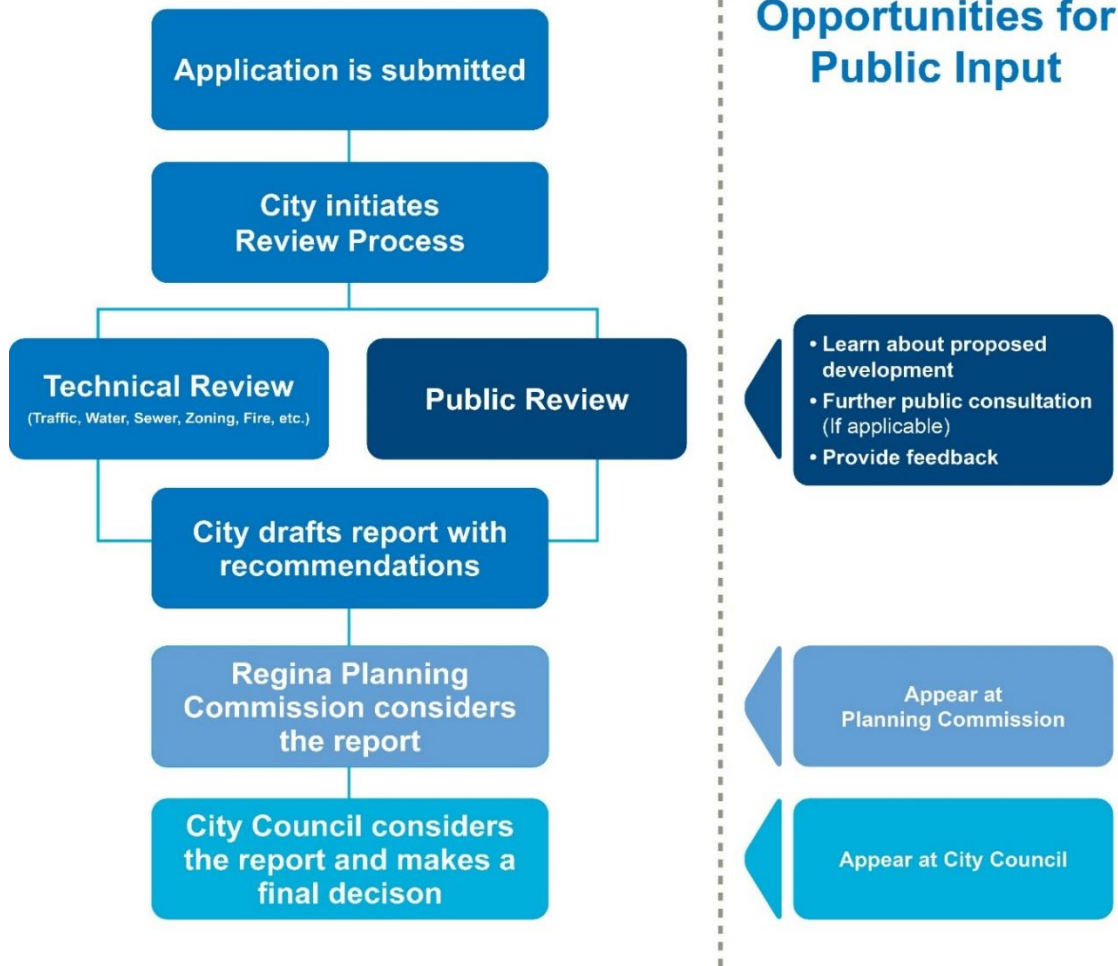 Opportunities for
Public Input
Application is submitted
City initiates
Review Process
Technical Review
(Traffic, Water, Sewer, Zoning, Fire, etc.)
Public Review
• Learn about proposed
development
• Further public consultation
(If applicable)
• Provide feedback
City drafts report with
recommendations
Regina Planning
Commission considers
the report
Appear at
Planning Commission
City Council considers
the report and makes a
final decison
Appear at City Council